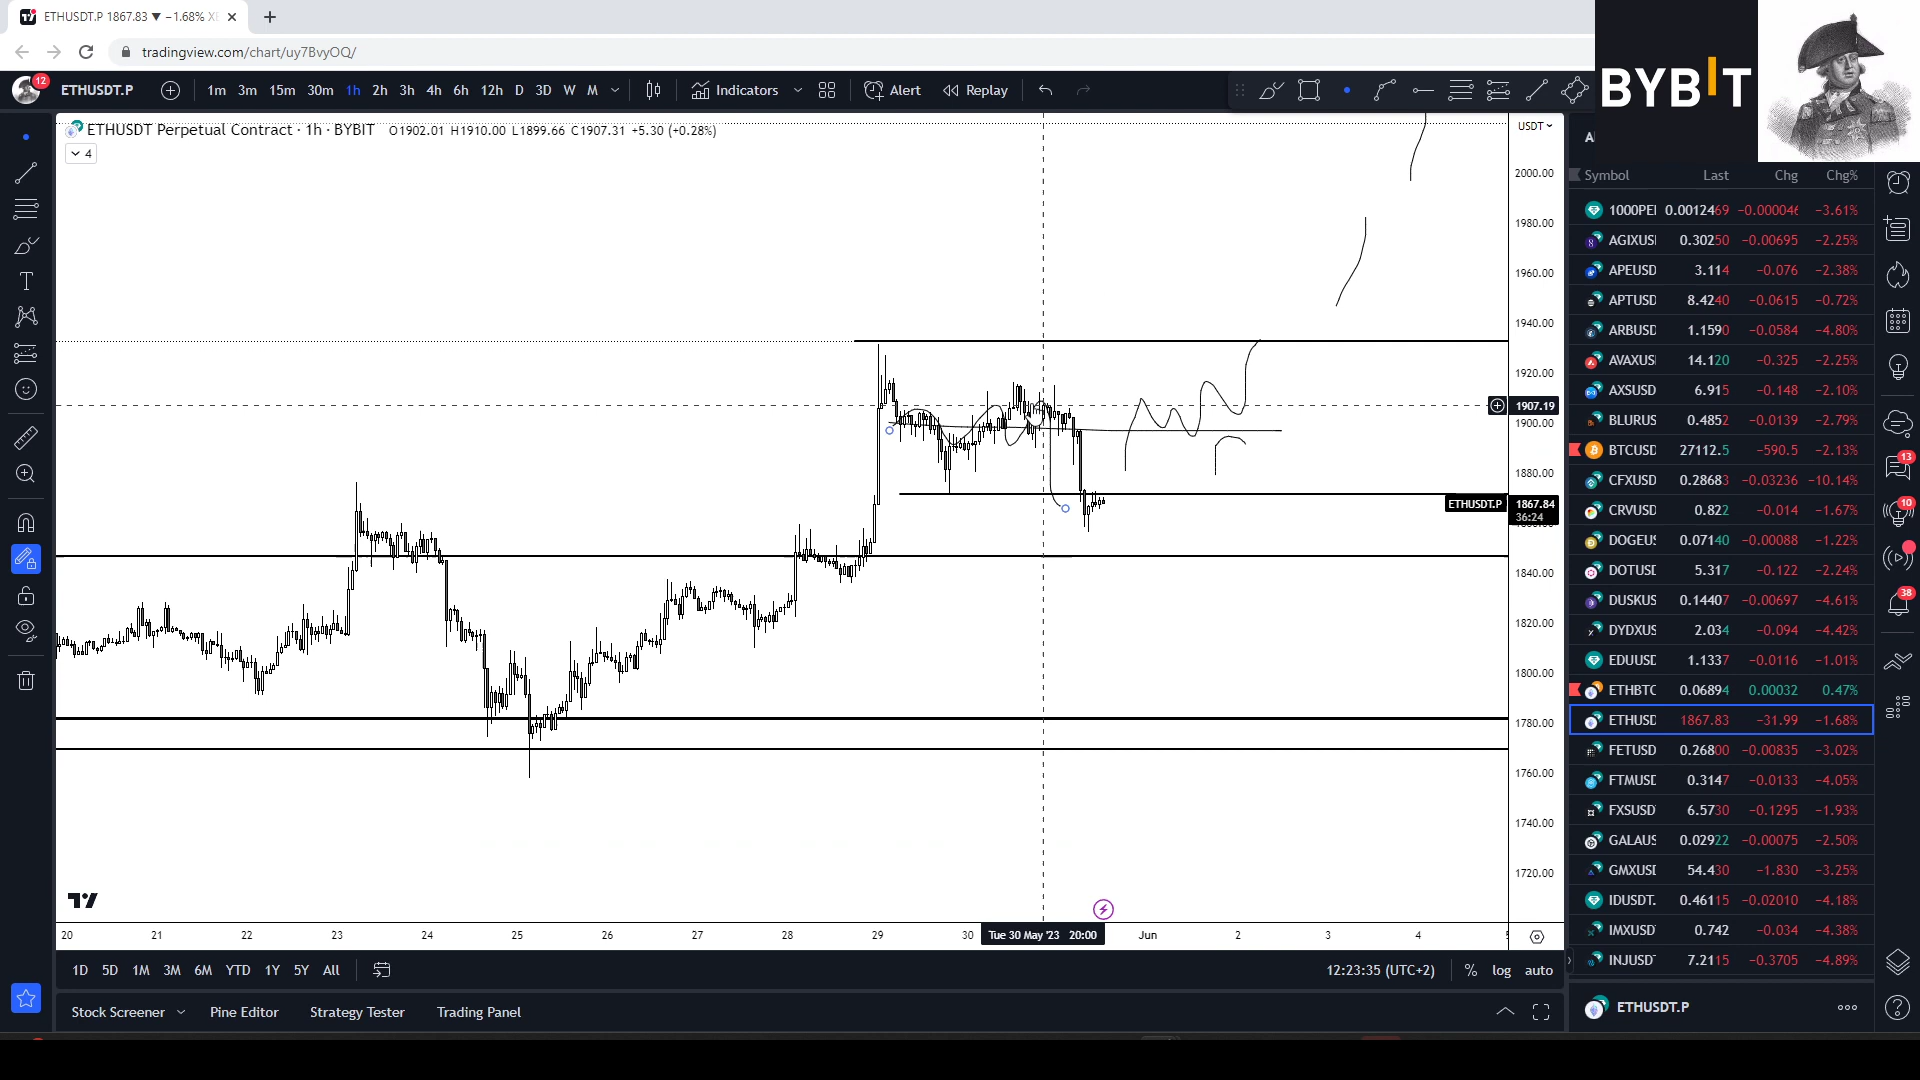 ETHUSDT.P 1867.83 ▼ −1.68%
tradingview.com/chart/uy7BvyOQ/
12 ETHUSDT.P 1m 3m 15m 30m 1h 2h 3h 4h 6h 12h D 3D W M Indicators Alert Replay
BYBIT
ETHUSDT Perpetual Contract · 1h · BYBIT O1902.01 H1910.00 L1899.66 C1907.31 +5.30 (+0.28%)
4
USDT
2000.00
1980.00
1960.00
1940.00
1920.00
1907.19
1900.00
1880.00
ETHUSDT.P 1867.84
36:24
1840.00
1820.00
1800.00
1780.00
1760.00
1740.00
1720.00
20 21 22 23 24 25 26 27 28 29 30 Tue 30 May '23 20:00 Jun 2 3 4
1D 5D 1M 3M 6M YTD 1Y 5Y All 12:23:35 (UTC+2) % log auto
Stock Screener Pine Editor Strategy Tester Trading Panel
Symbol Last Chg Chg%
1000PE 0.0012469 −0.000046 −3.61%
AGIXUS 0.30250 −0.00695 −2.25%
APEUSD 3.114 −0.076 −2.38%
APTUSD 8.4240 −0.0615 −0.72%
ARBUSD 1.1590 −0.0584 −4.80%
AVAXUS 14.120 −0.325 −2.25%
AXSUSD 6.915 −0.148 −2.10%
BLURUS 0.4852 −0.0139 −2.79%
BTCUSD 27112.5 −590.5 −2.13%
CFXUSD 0.28683 −0.03236 −10.14%
CRVUSD 0.822 −0.014 −1.67%
DOGEUS 0.07140 −0.00088 −1.22%
DOTUSD 5.317 −0.122 −2.24%
DUSKUS 0.14407 −0.00697 −4.61%
DYDXUS 2.034 −0.094 −4.42%
EDUUSD 1.1337 −0.0116 −1.01%
ETHBTC 0.06894 0.00032 0.47%
ETHUSD 1867.83 −31.99 −1.68%
FETUSD 0.26800 −0.00835 −3.02%
FTMUSD 0.3147 −0.0133 −4.05%
FXSUSD 6.5730 −0.1295 −1.93%
GALAUS 0.02922 −0.00075 −2.50%
GMXUSD 54.430 −1.830 −3.25%
IDUSDT. 0.46115 −0.02010 −4.18%
IMXUSD 0.742 −0.034 −4.38%
INJUSD 7.2115 −0.3705 −4.89%
ETHUSDT.P
13
10
38